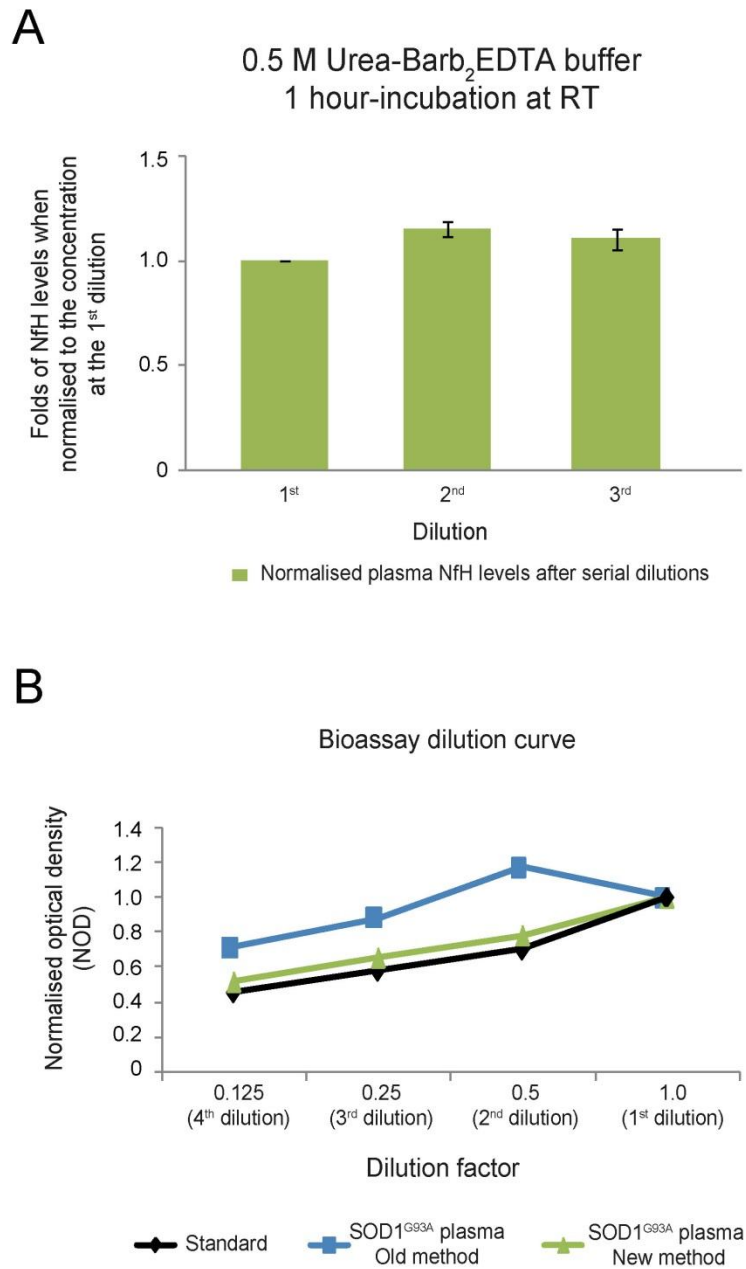 A
0.5 M Urea-Barb₂EDTA buffer
1 hour-incubation at RT
Folds of NfH levels when
normalised to the concentration
at the 1ˢᵗ dilution
1.5
1.0
0.5
0
1ˢᵗ 2ⁿᵈ 3ʳᵈ
Dilution
Normalised plasma NfH levels after serial dilutions
B
Bioassay dilution curve
Normalised optical density
(NOD)
1.4
1.2
1.0
0.8
0.6
0.4
0.2
0
0.125 0.25 0.5 1.0
(4ᵗʰ dilution) (3ʳᵈ dilution) (2ⁿᵈ dilution) (1ˢᵗ dilution)
Dilution factor
Standard
SOD1ᴳ⁹³ᴬ plasma
Old method
SOD1ᴳ⁹³ᴬ plasma
New method